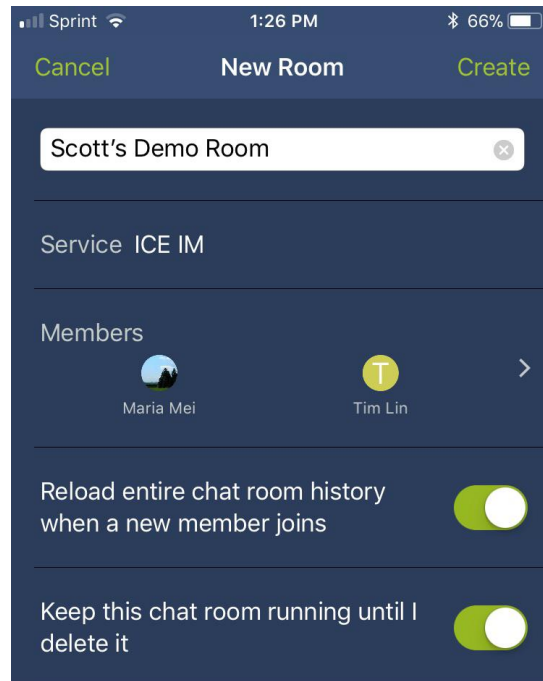 Sprint 1:26 PM 66%
Cancel New Room Create
Scott's Demo Room
Service ICE IM
Members
T
Maria Mei Tim Lin
Reload entire chat room history
when a new member joins
Keep this chat room running until I
delete it